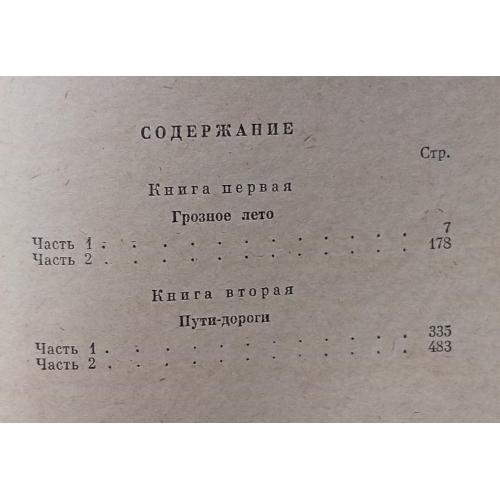 СОДЕРЖАНИЕ
Стр.
Книга первая
Грозное лето
Часть 1 . . . . . . . . . . . . 7
Часть 2 . . . . . . . . . . . . 178
Книга вторая
Пути-дороги
Часть 1 . . . . . . . . . . . . 335
Часть 2 . . . . . . . . . . . . 483